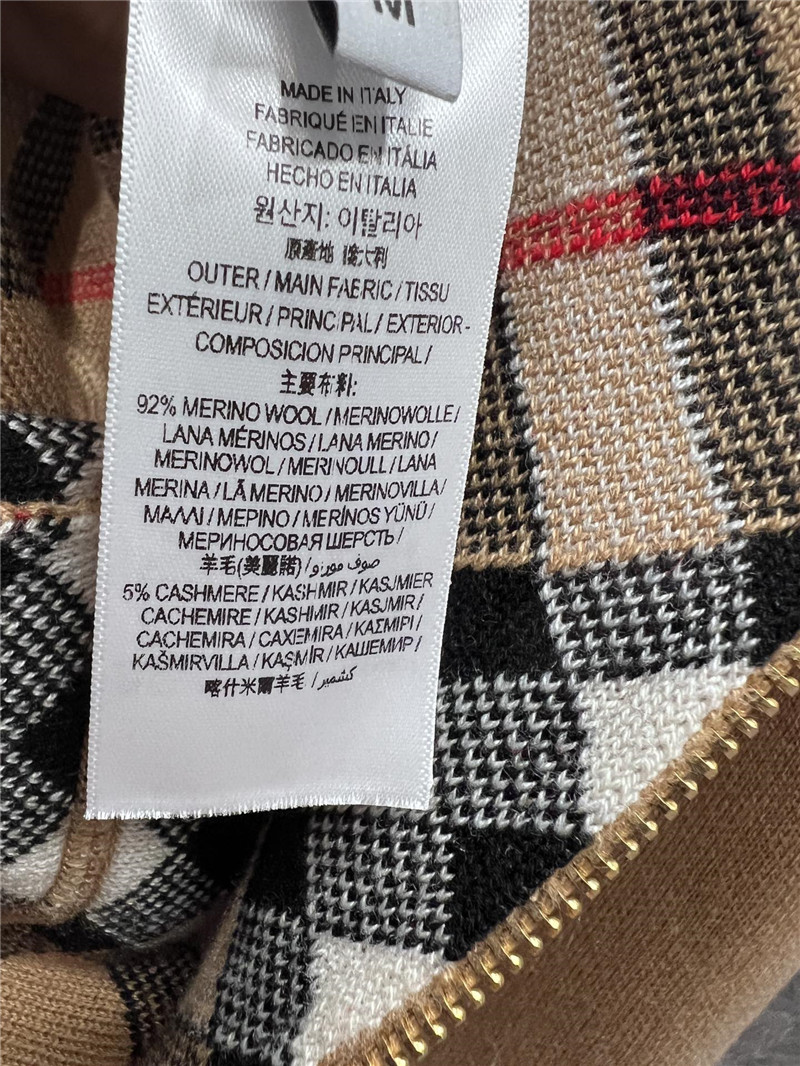 M
MADE IN ITALY
FABRIQUÉ EN ITALIE
FABRICADO EN ITÁLIA
HECHO EN ITALIA
원산지: 이탈리아
原產地 意大利
OUTER / MAIN FABRIC / TISSU
EXTÉRIEUR / PRINCIPAL / EXTERIOR-
COMPOSICION PRINCIPAL /
主要布料:
92% MERINO WOOL / MERINOWOLLE /
LANA MÉRINOS / LANA MERINO /
MERINOWOL / MERINOULL / LANA
MERINA / LÃ MERINO / MERINOVILLA /
ΜΑΛΛΙ / ΜΕΡΙΝΟ / MERİNOS YÜNÜ /
МЕРИНОСОВАЯ ШЕРСТЬ /
羊毛(美麗諾) / صوف مورنو
5% CASHMERE / KASHMIR / KASJMIER
CACHEMIRE / KASHMIR / KASJMIR /
CACHEMIRA / CAXEMIRA / ΚΑΣΜΙΡΙ /
KAŠMIRVILLA / KAŞMİR / КАШЕМИР /
喀什米爾羊毛 / كشمير